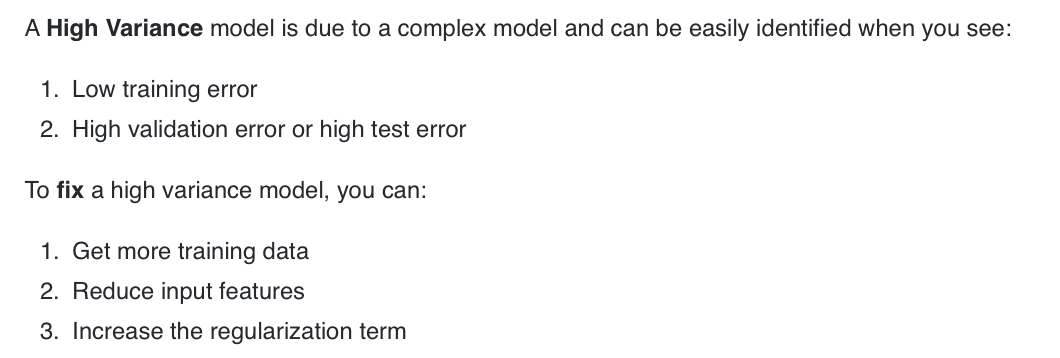 A High Variance model is due to a complex model and can be easily identified when you see:
1. Low training error
2. High validation error or high test error
To fix a high variance model, you can:
1. Get more training data
2. Reduce input features
3. Increase the regularization term